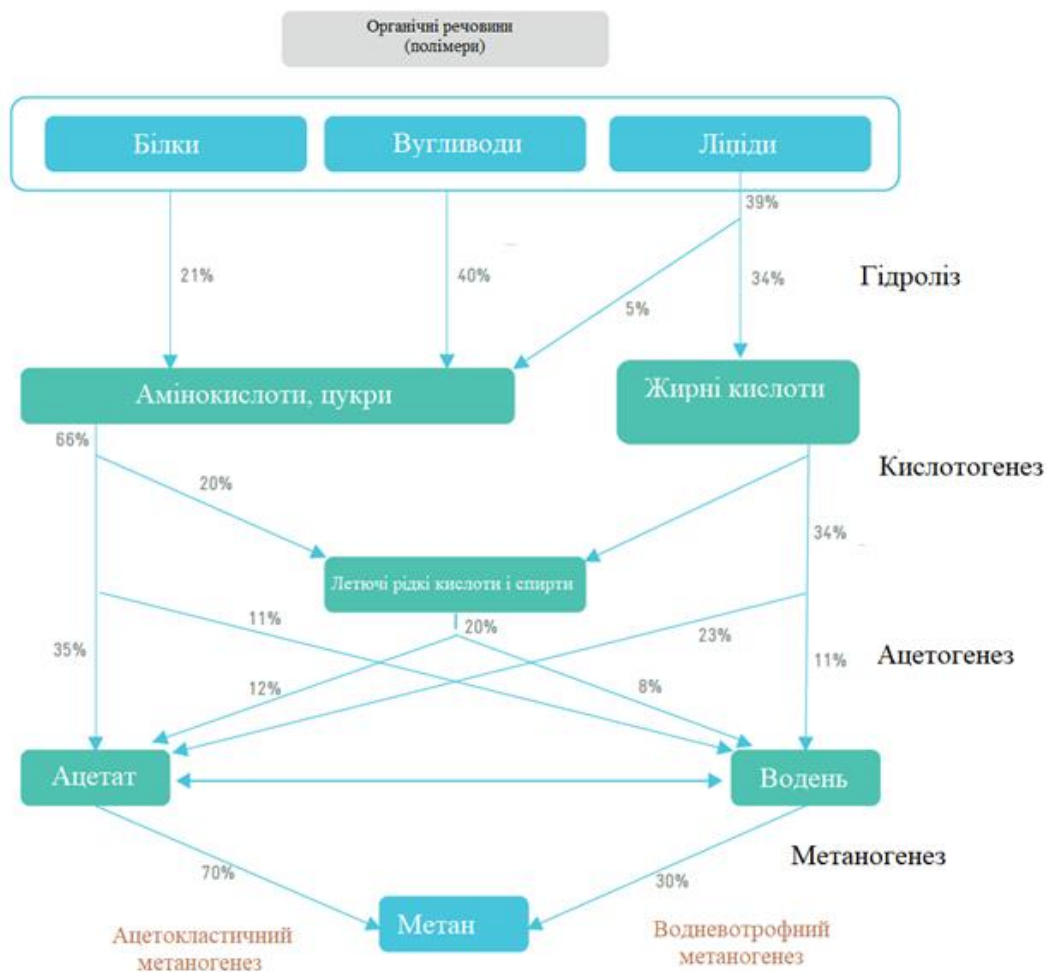 Органічні речовини
(полімери)
Білки
Вугливоди
Ліпіди
39%
21%
40%
34%
5%
Гідроліз
Амінокислоти, цукри
Жирні кислоти
66%
20%
Кислотогенез
34%
Летючі рідкі кислоти і спирти
11%
20%
23%
35%
11%
Ацетогенез
12%
8%
Ацетат
Водень
Метаногенез
70%
30%
Метан
Ацетокластичний
метаногенез
Водневотрофний
метаногенез